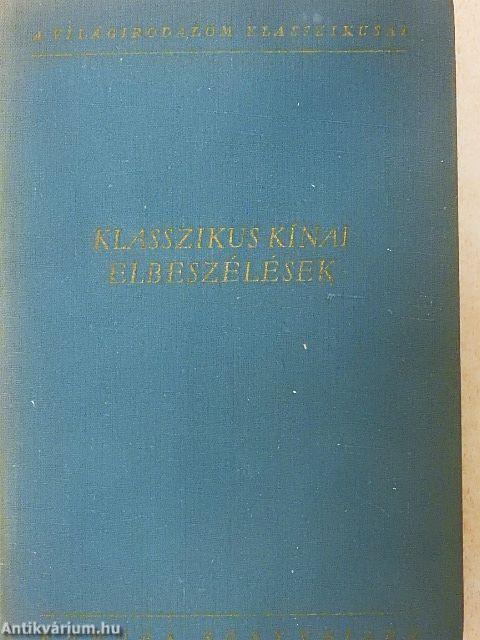 A VILÁGIRODALOM KLASSZIKUSAI
KLASSZIKUS KÍNAI
ELBESZÉLÉSEK
Antikvárium.hu